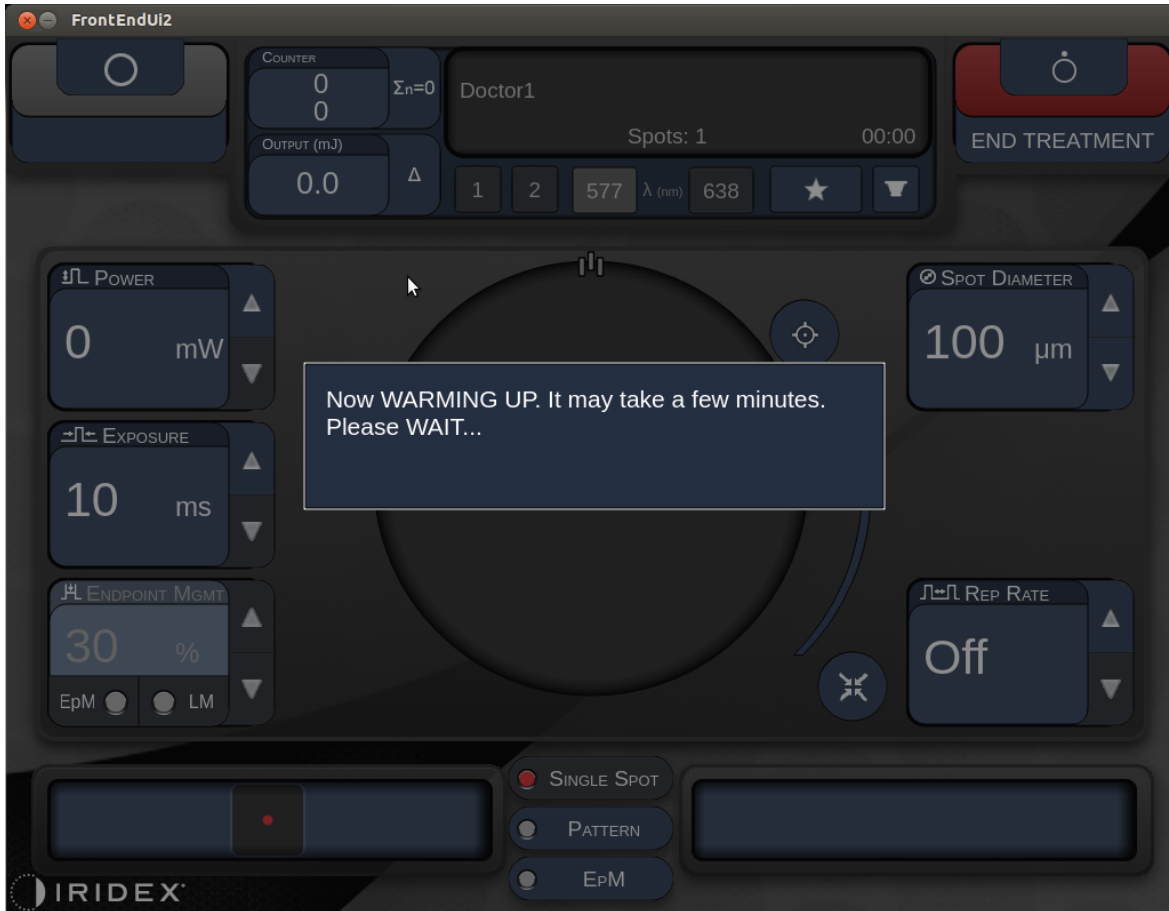 FrontEndUi2
COUNTER
0
0
Σn=0
OUTPUT (mJ)
0.0
Δ
Doctor1
Spots: 1 00:00
1 2 577 λ (nm) 638
END TREATMENT
POWER
0 mW
EXPOSURE
10 ms
ENDPOINT MGMT
30 %
EpM LM
Now WARMING UP. It may take a few minutes.
Please WAIT...
SPOT DIAMETER
100 µm
REP RATE
Off
SINGLE SPOT
PATTERN
EPM
IRIDEX